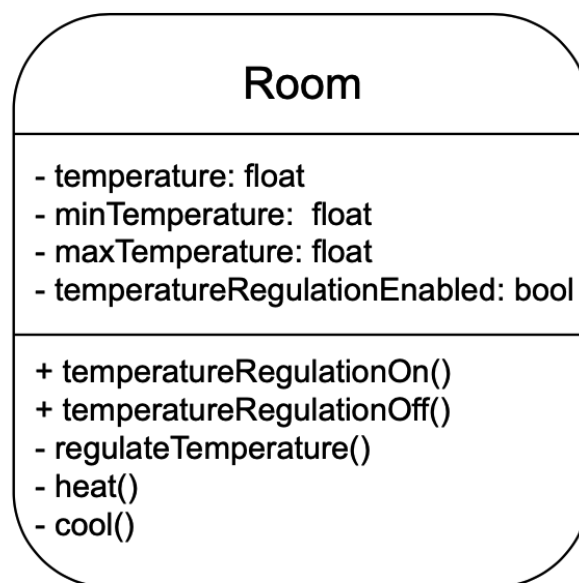 Room
- temperature: float
- minTemperature:  float
- maxTemperature: float
- temperatureRegulationEnabled: bool
+ temperatureRegulationOn()
+ temperatureRegulationOff()
- regulateTemperature()
- heat()
- cool()